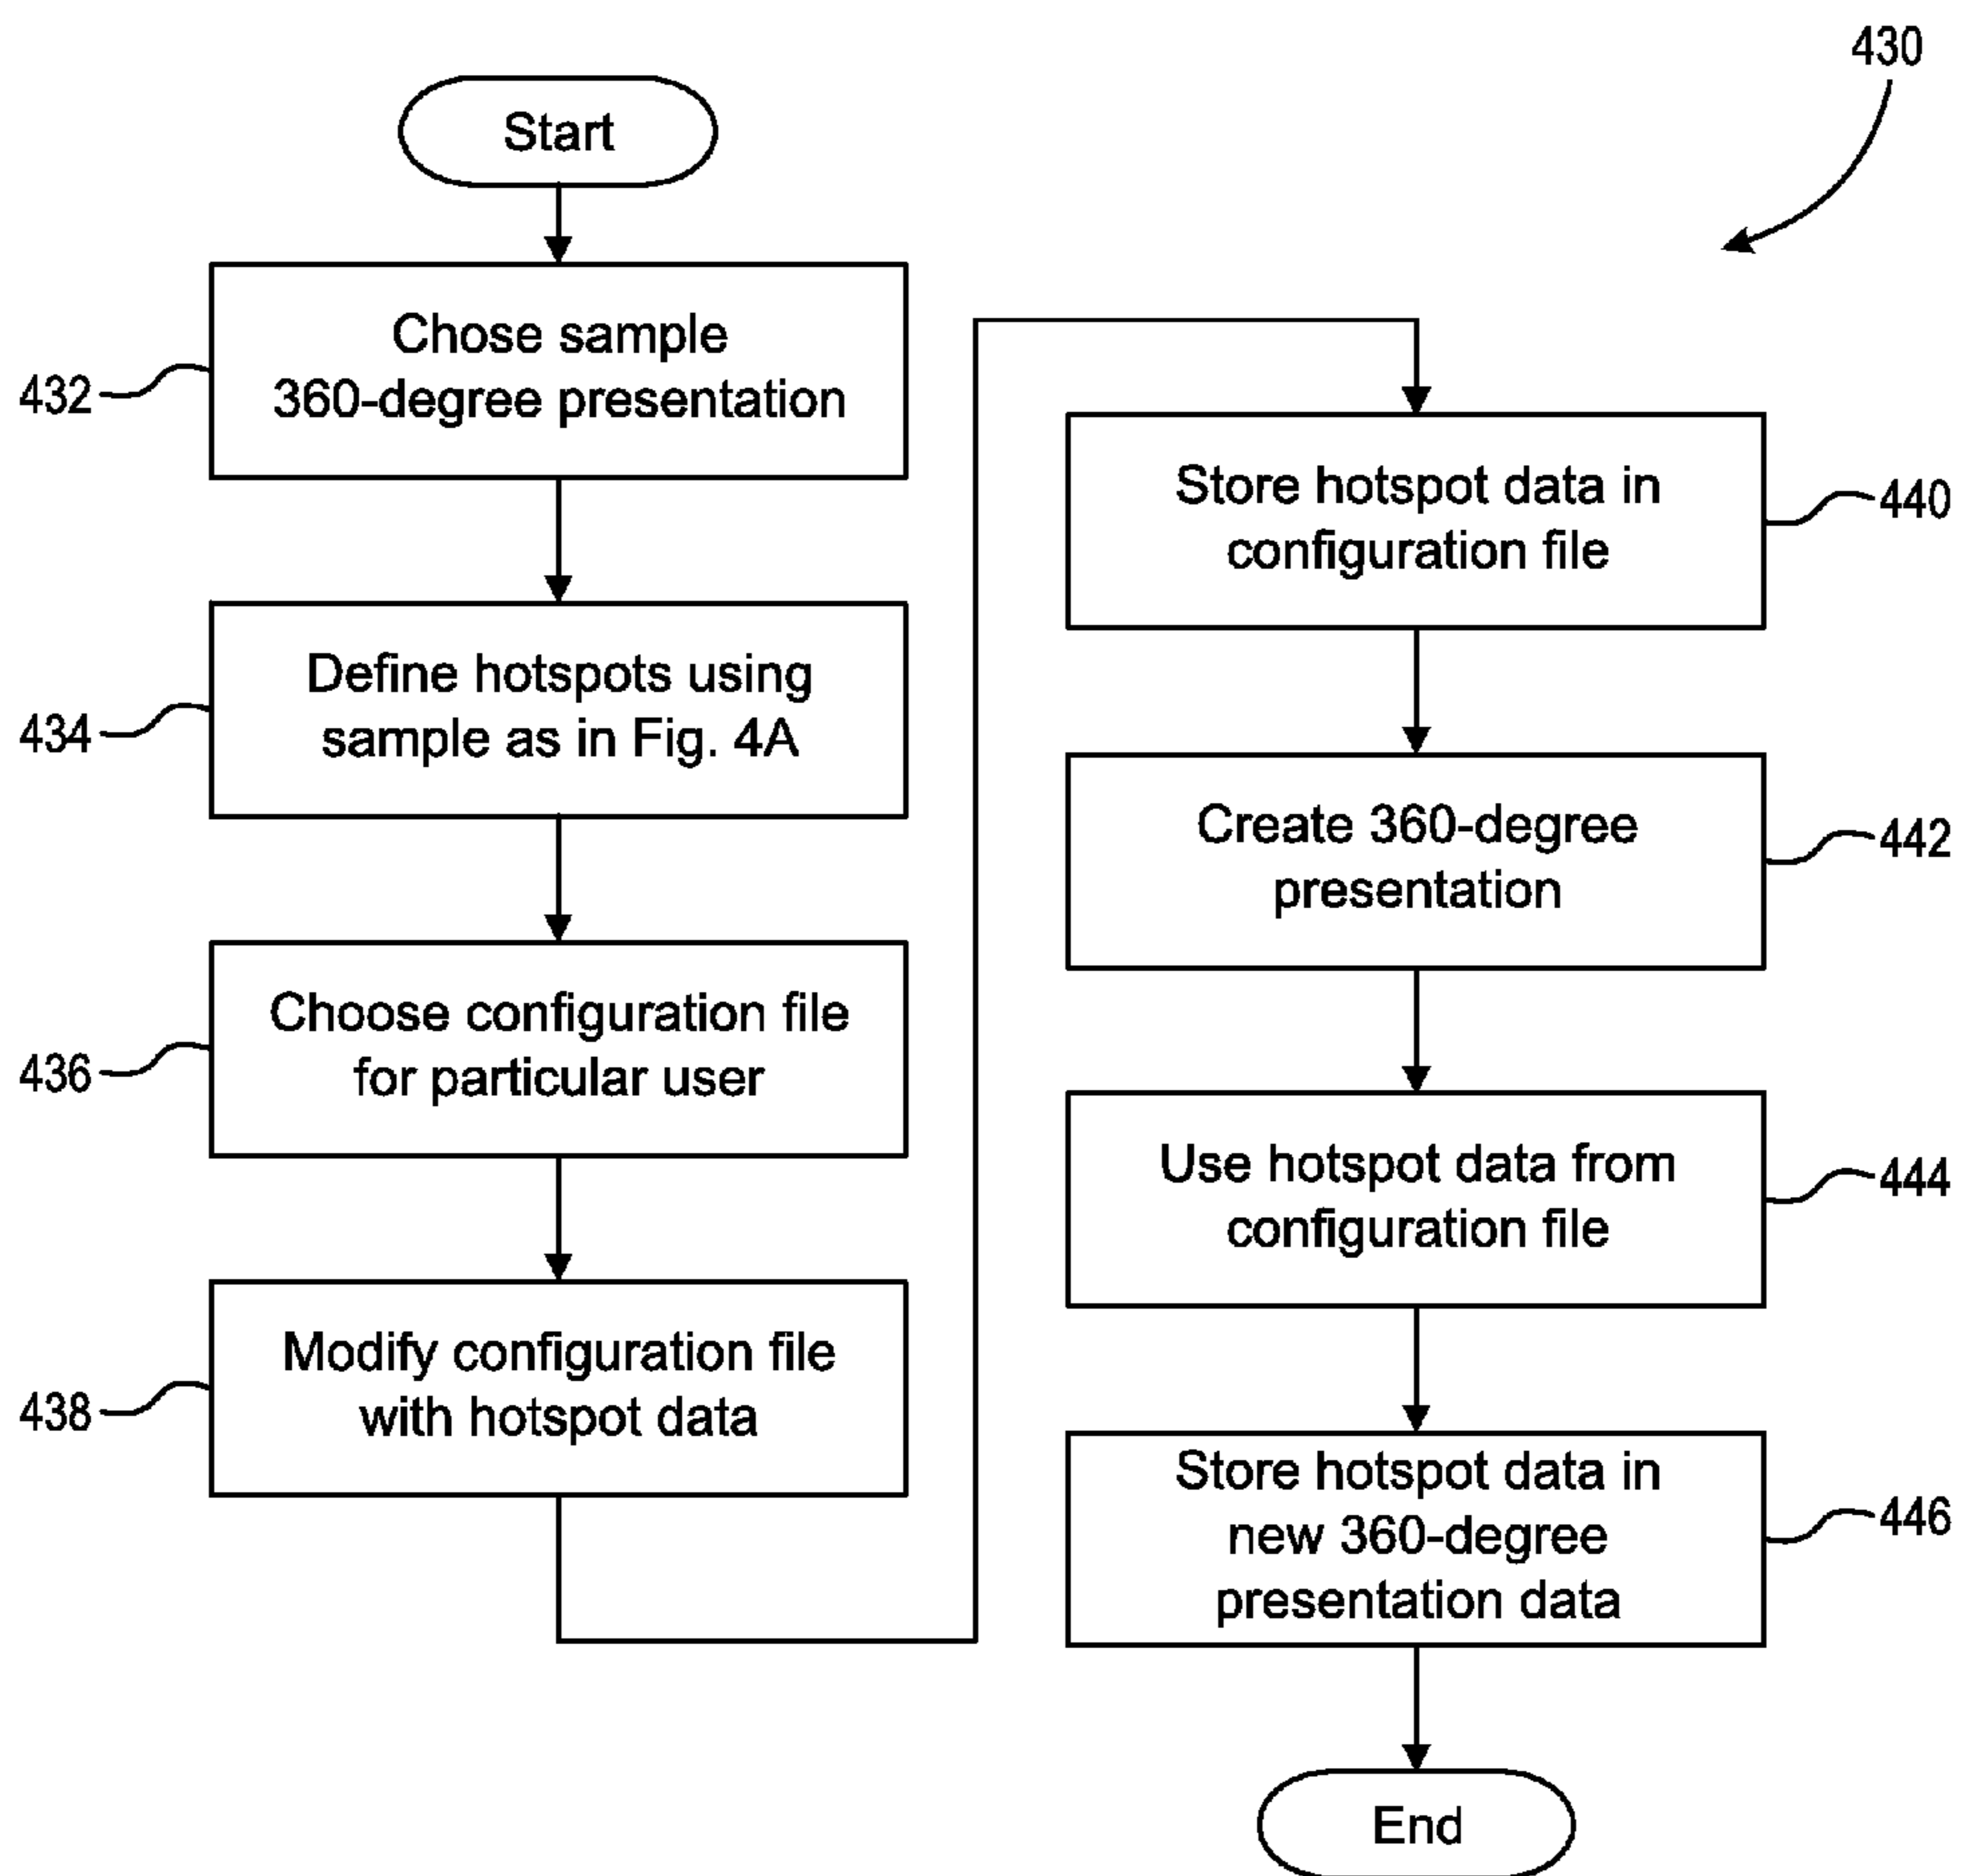 430
Start
Chose sample
360-degree presentation
432
Define hotspots using
sample as in Fig. 4A
434
Choose configuration file
for particular user
436
Modify configuration file
with hotspot data
438
Store hotspot data in
configuration file
440
Create 360-degree
presentation
442
Use hotspot data from
configuration file
444
Store hotspot data in
new 360-degree
presentation data
446
End